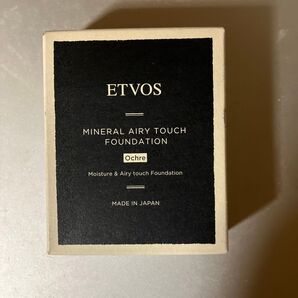 ETVOS
MINERAL AIRY TOUCH
FOUNDATION
Ochre
Moisture & Airy touch Foundation
MADE IN JAPAN